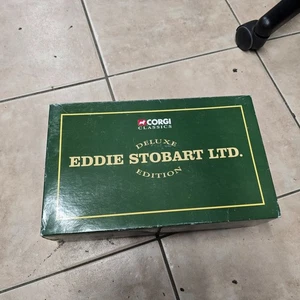 CORGI
CLASSICS
DELUXE
EDDIE STOBART LTD.
EDITION